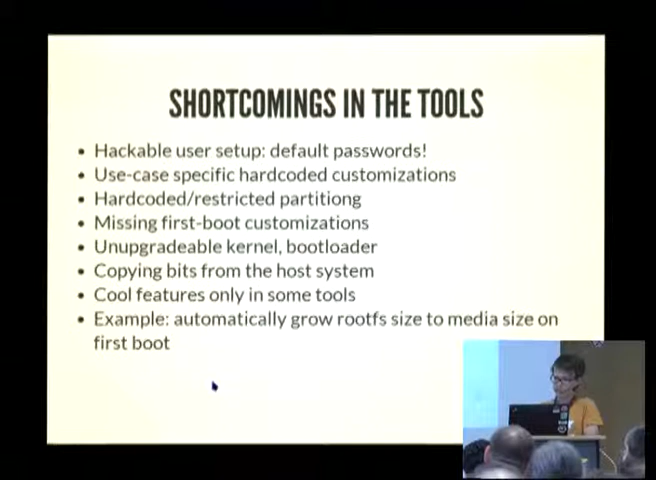 SHORTCOMINGS IN THE TOOLS
• Hackable user setup: default passwords!
• Use-case specific hardcoded customizations
• Hardcoded/restricted partitiong
• Missing first-boot customizations
• Unupgradeable kernel, bootloader
• Copying bits from the host system
• Cool features only in some tools
• Example: automatically grow rootfs size to media size on
first boot